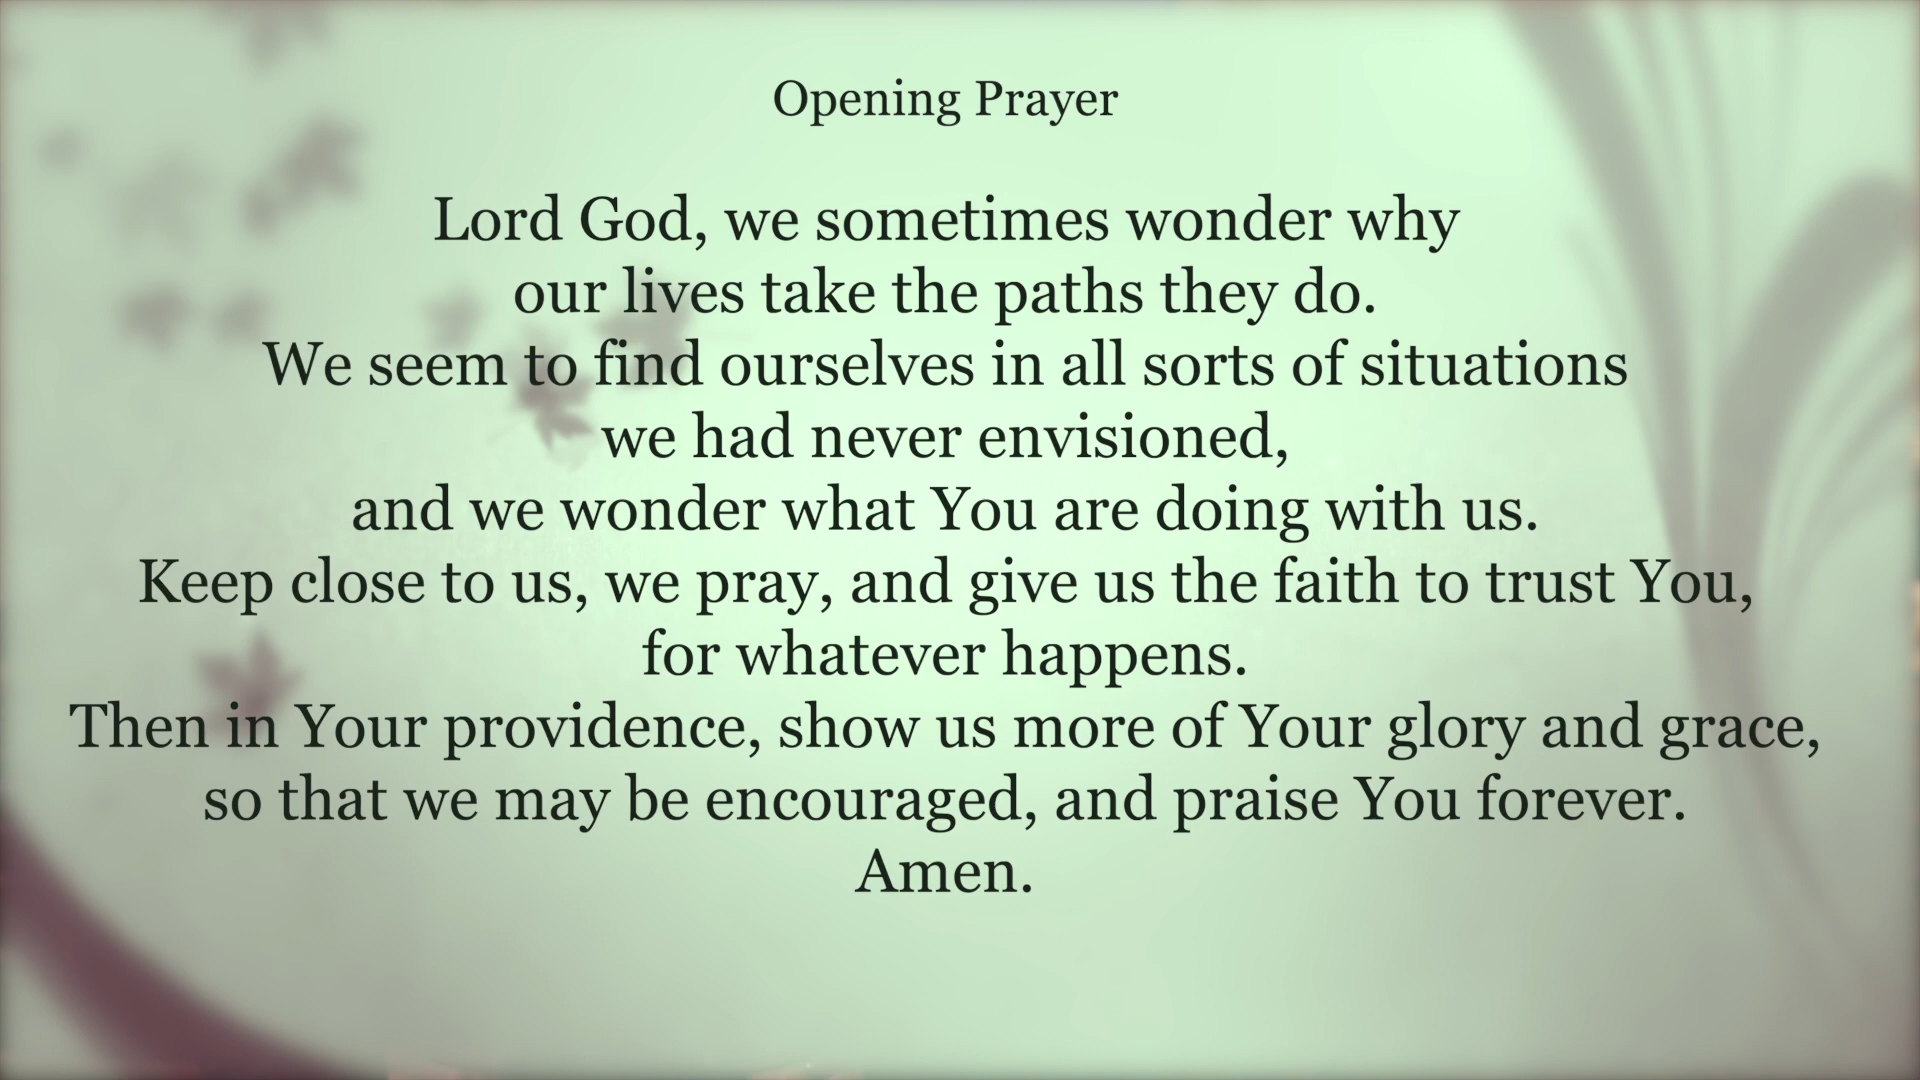 Opening Prayer
Lord God, we sometimes wonder why
our lives take the paths they do.
We seem to find ourselves in all sorts of situations
we had never envisioned,
and we wonder what You are doing with us.
Keep close to us, we pray, and give us the faith to trust You,
for whatever happens.
Then in Your providence, show us more of Your glory and grace,
so that we may be encouraged, and praise You forever.
Amen.